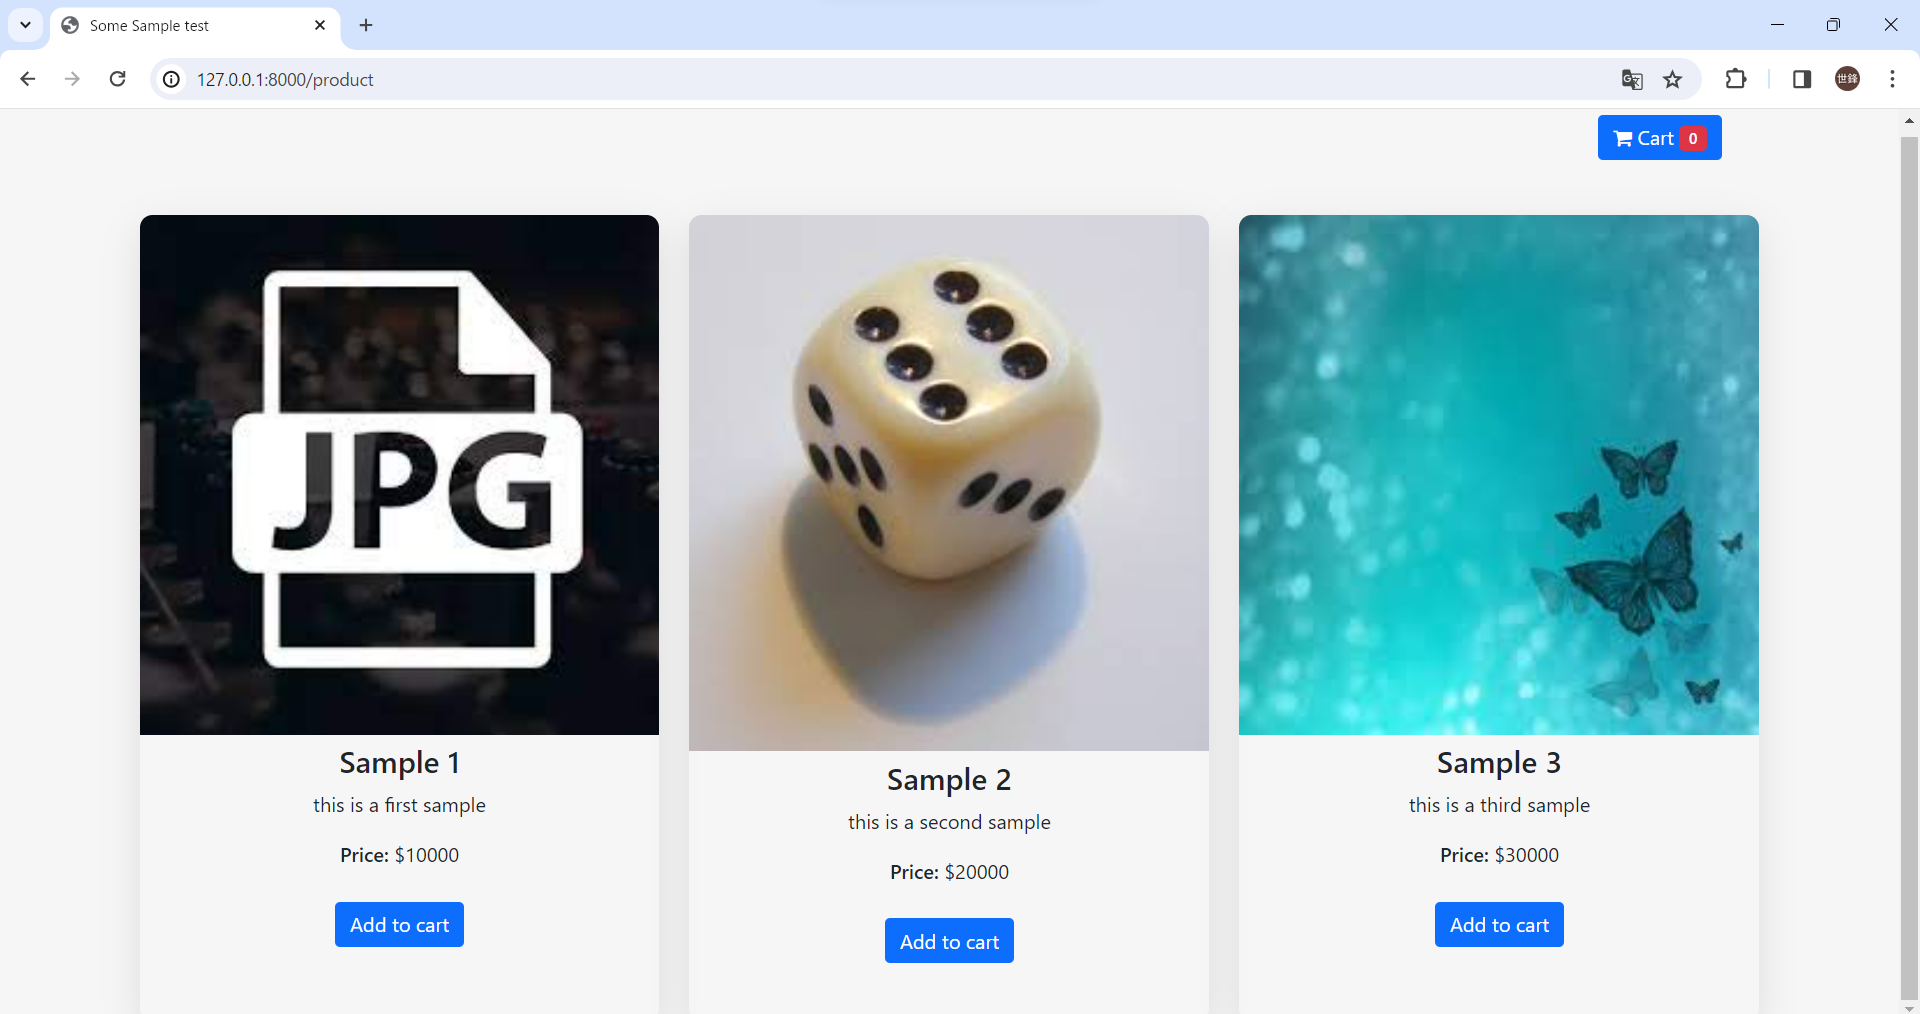 Some Sample test
127.0.0.1:8000/product
世鋒
Cart 0
JPG
Sample 1
this is a first sample
Price: $10000
Add to cart
Sample 2
this is a second sample
Price: $20000
Add to cart
Sample 3
this is a third sample
Price: $30000
Add to cart